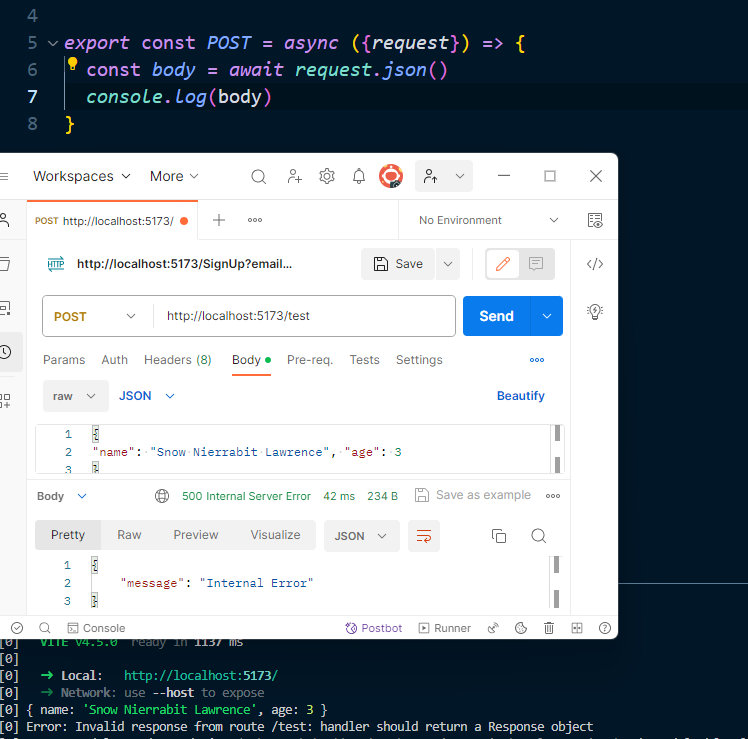 4
5 export const POST = async ({request}) => {
6 const body = await request.json()
7 console.log(body)
8 }
Workspaces More
POST http://localhost:5173/ No Environment
HTTP http://localhost:5173/SignUp?email... Save
POST http://localhost:5173/test Send
Params Auth Headers (8) Body Pre-req. Tests Settings
raw JSON Beautify
1 {
2 "name": "Snow Nierrabit Lawrence", "age": 3
3 }
Body 500 Internal Server Error 42 ms 234 B Save as example
Pretty Raw Preview Visualize JSON
1 {
2 "message": "Internal Error"
3 }
Console Postbot Runner
[0] VITE v4.5.0 ready in 1137 ms
[0]
[0] ➜ Local: http://localhost:5173/
[0] ➜ Network: use --host to expose
[0] { name: 'Snow Nierrabit Lawrence', age: 3 }
[0] Error: Invalid response from route /test: handler should return a Response object